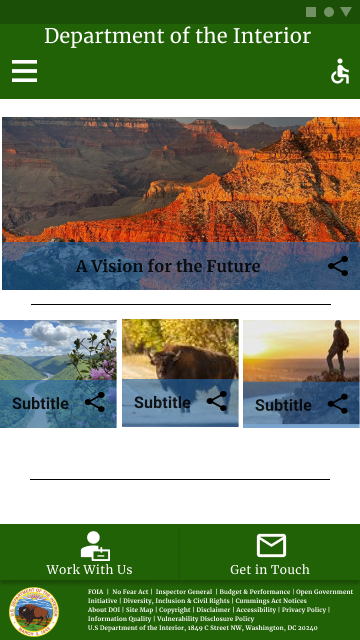 Department of the Interior
A Vision for the Future
Subtitle
Subtitle
Subtitle
Work With Us
Get in Touch
FOIA | No Fear Act | Inspector General | Budget & Performance | Open Government
Initiative | Diversity, Inclusion & Civil Rights | Cummings Act Notices
About DOI | Site Map | Copyright | Disclaimer | Accessibility | Privacy Policy |
Information Quality | Vulnerability Disclosure Policy
U.S Department of the Interior, 1849 C Street NW, Washington, DC 20240